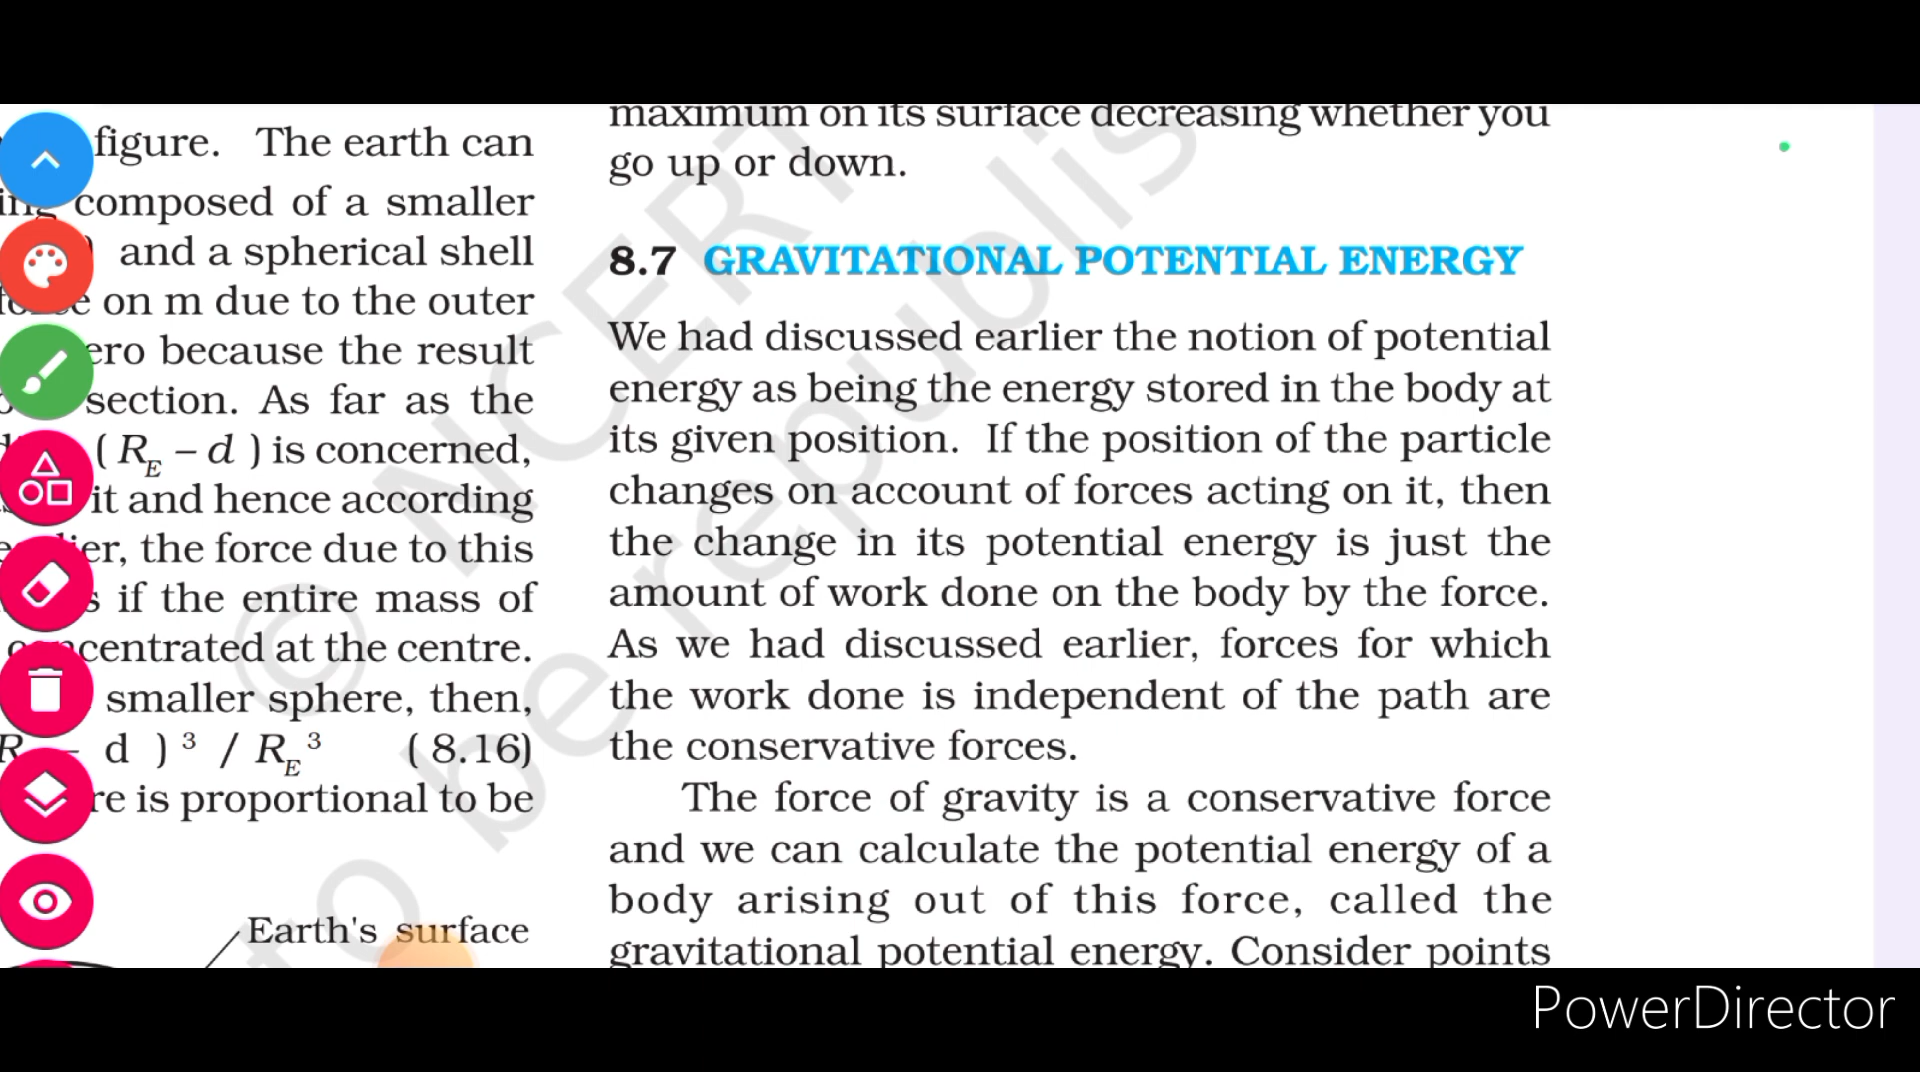 figure. The earth can
composed of a smaller
and a spherical shell
on m due to the outer
because the result
section. As far as the
( R_E – d ) is concerned,
it and hence according
the force due to this
if the entire mass of
at the centre.
smaller sphere, then,
d ) ³ / R_E ³ ( 8.16)
is proportional to be
Earth's surface
maximum on its surface decreasing whether you
go up or down.
8.7 GRAVITATIONAL POTENTIAL ENERGY
We had discussed earlier the notion of potential
energy as being the energy stored in the body at
its given position. If the position of the particle
changes on account of forces acting on it, then
the change in its potential energy is just the
amount of work done on the body by the force.
As we had discussed earlier, forces for which
the work done is independent of the path are
the conservative forces.
The force of gravity is a conservative force
and we can calculate the potential energy of a
body arising out of this force, called the
gravitational potential energy. Consider points
© NCERT
to be republis
PowerDirector